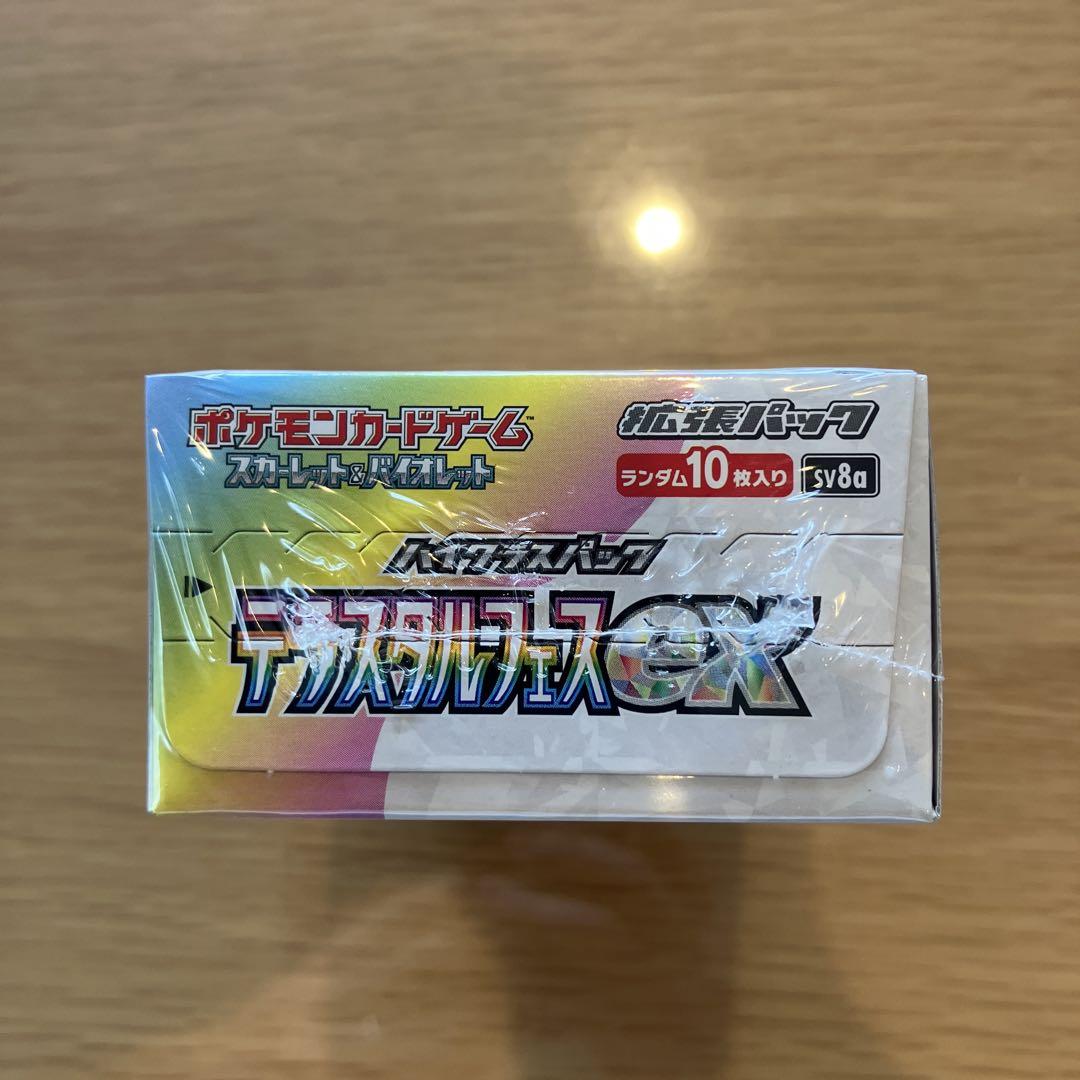 ポケモンカードゲーム™
スカーレット&バイオレット
拡張パック
ランダム10枚入り sv8a
ハイクラスパック
テラスタルフェスex